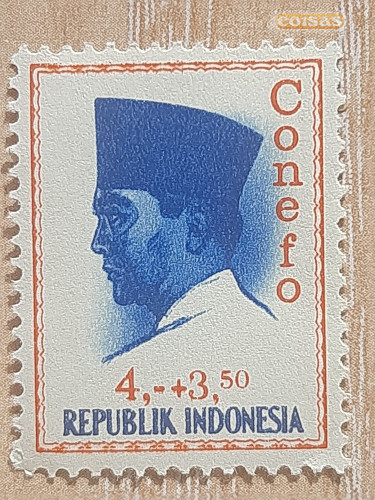 coisas
Conefo
4,-+3,50
REPUBLIK INDONESIA